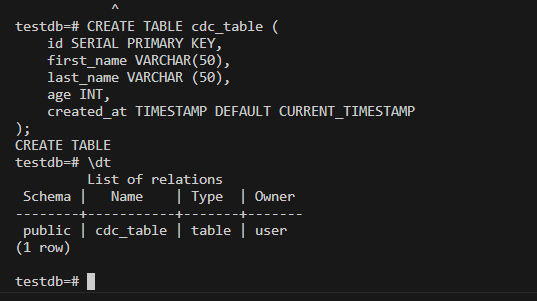 ^
testdb=# CREATE TABLE cdc_table (
    id SERIAL PRIMARY KEY,
    first_name VARCHAR(50),
    last_name VARCHAR (50),
    age INT,
    created_at TIMESTAMP DEFAULT CURRENT_TIMESTAMP
);
CREATE TABLE
testdb=# \dt
         List of relations
 Schema |   Name    | Type  | Owner
--------+-----------+-------+-------
 public | cdc_table | table | user
(1 row)
testdb=#